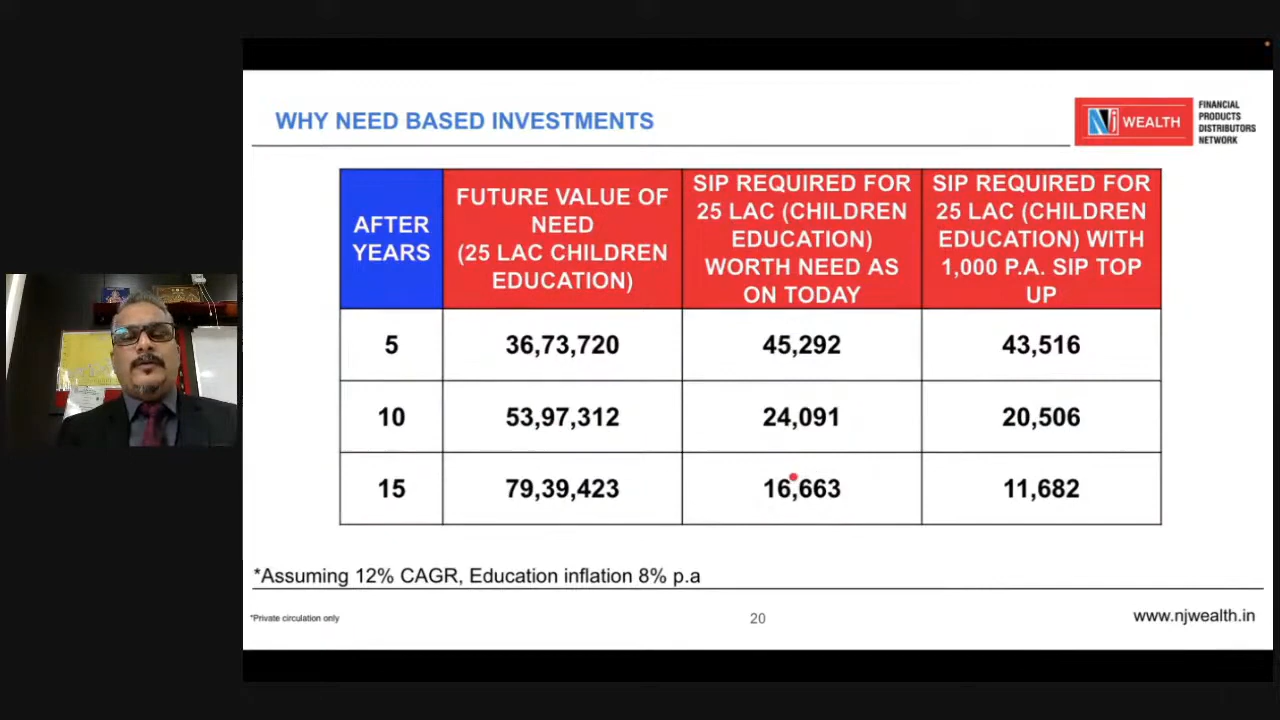 WHY NEED BASED INVESTMENTS
NJ WEALTH
FINANCIAL
PRODUCTS
DISTRIBUTORS
NETWORK
AFTER
YEARS
FUTURE VALUE OF
NEED
(25 LAC CHILDREN
EDUCATION)
SIP REQUIRED FOR
25 LAC (CHILDREN
EDUCATION)
WORTH NEED AS
ON TODAY
SIP REQUIRED FOR
25 LAC (CHILDREN
EDUCATION) WITH
1,000 P.A. SIP TOP
UP
5 36,73,720 45,292 43,516
10 53,97,312 24,091 20,506
15 79,39,423 16,663 11,682
*Assuming 12% CAGR, Education inflation 8% p.a
*Private circulation only
20
www.njwealth.in